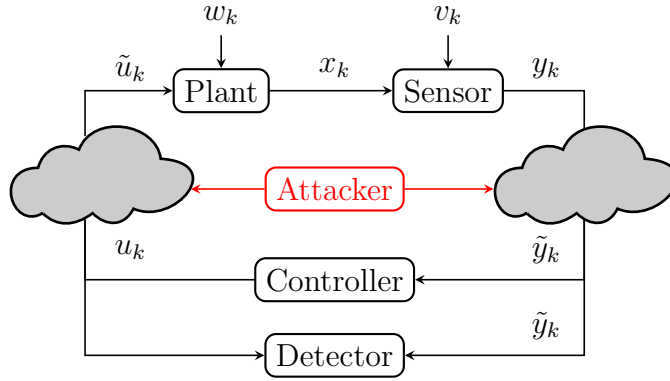 w_k v_k
ũ_k x_k y_k
Plant Sensor
Attacker
u_k ỹ_k
Controller
ỹ_k
Detector